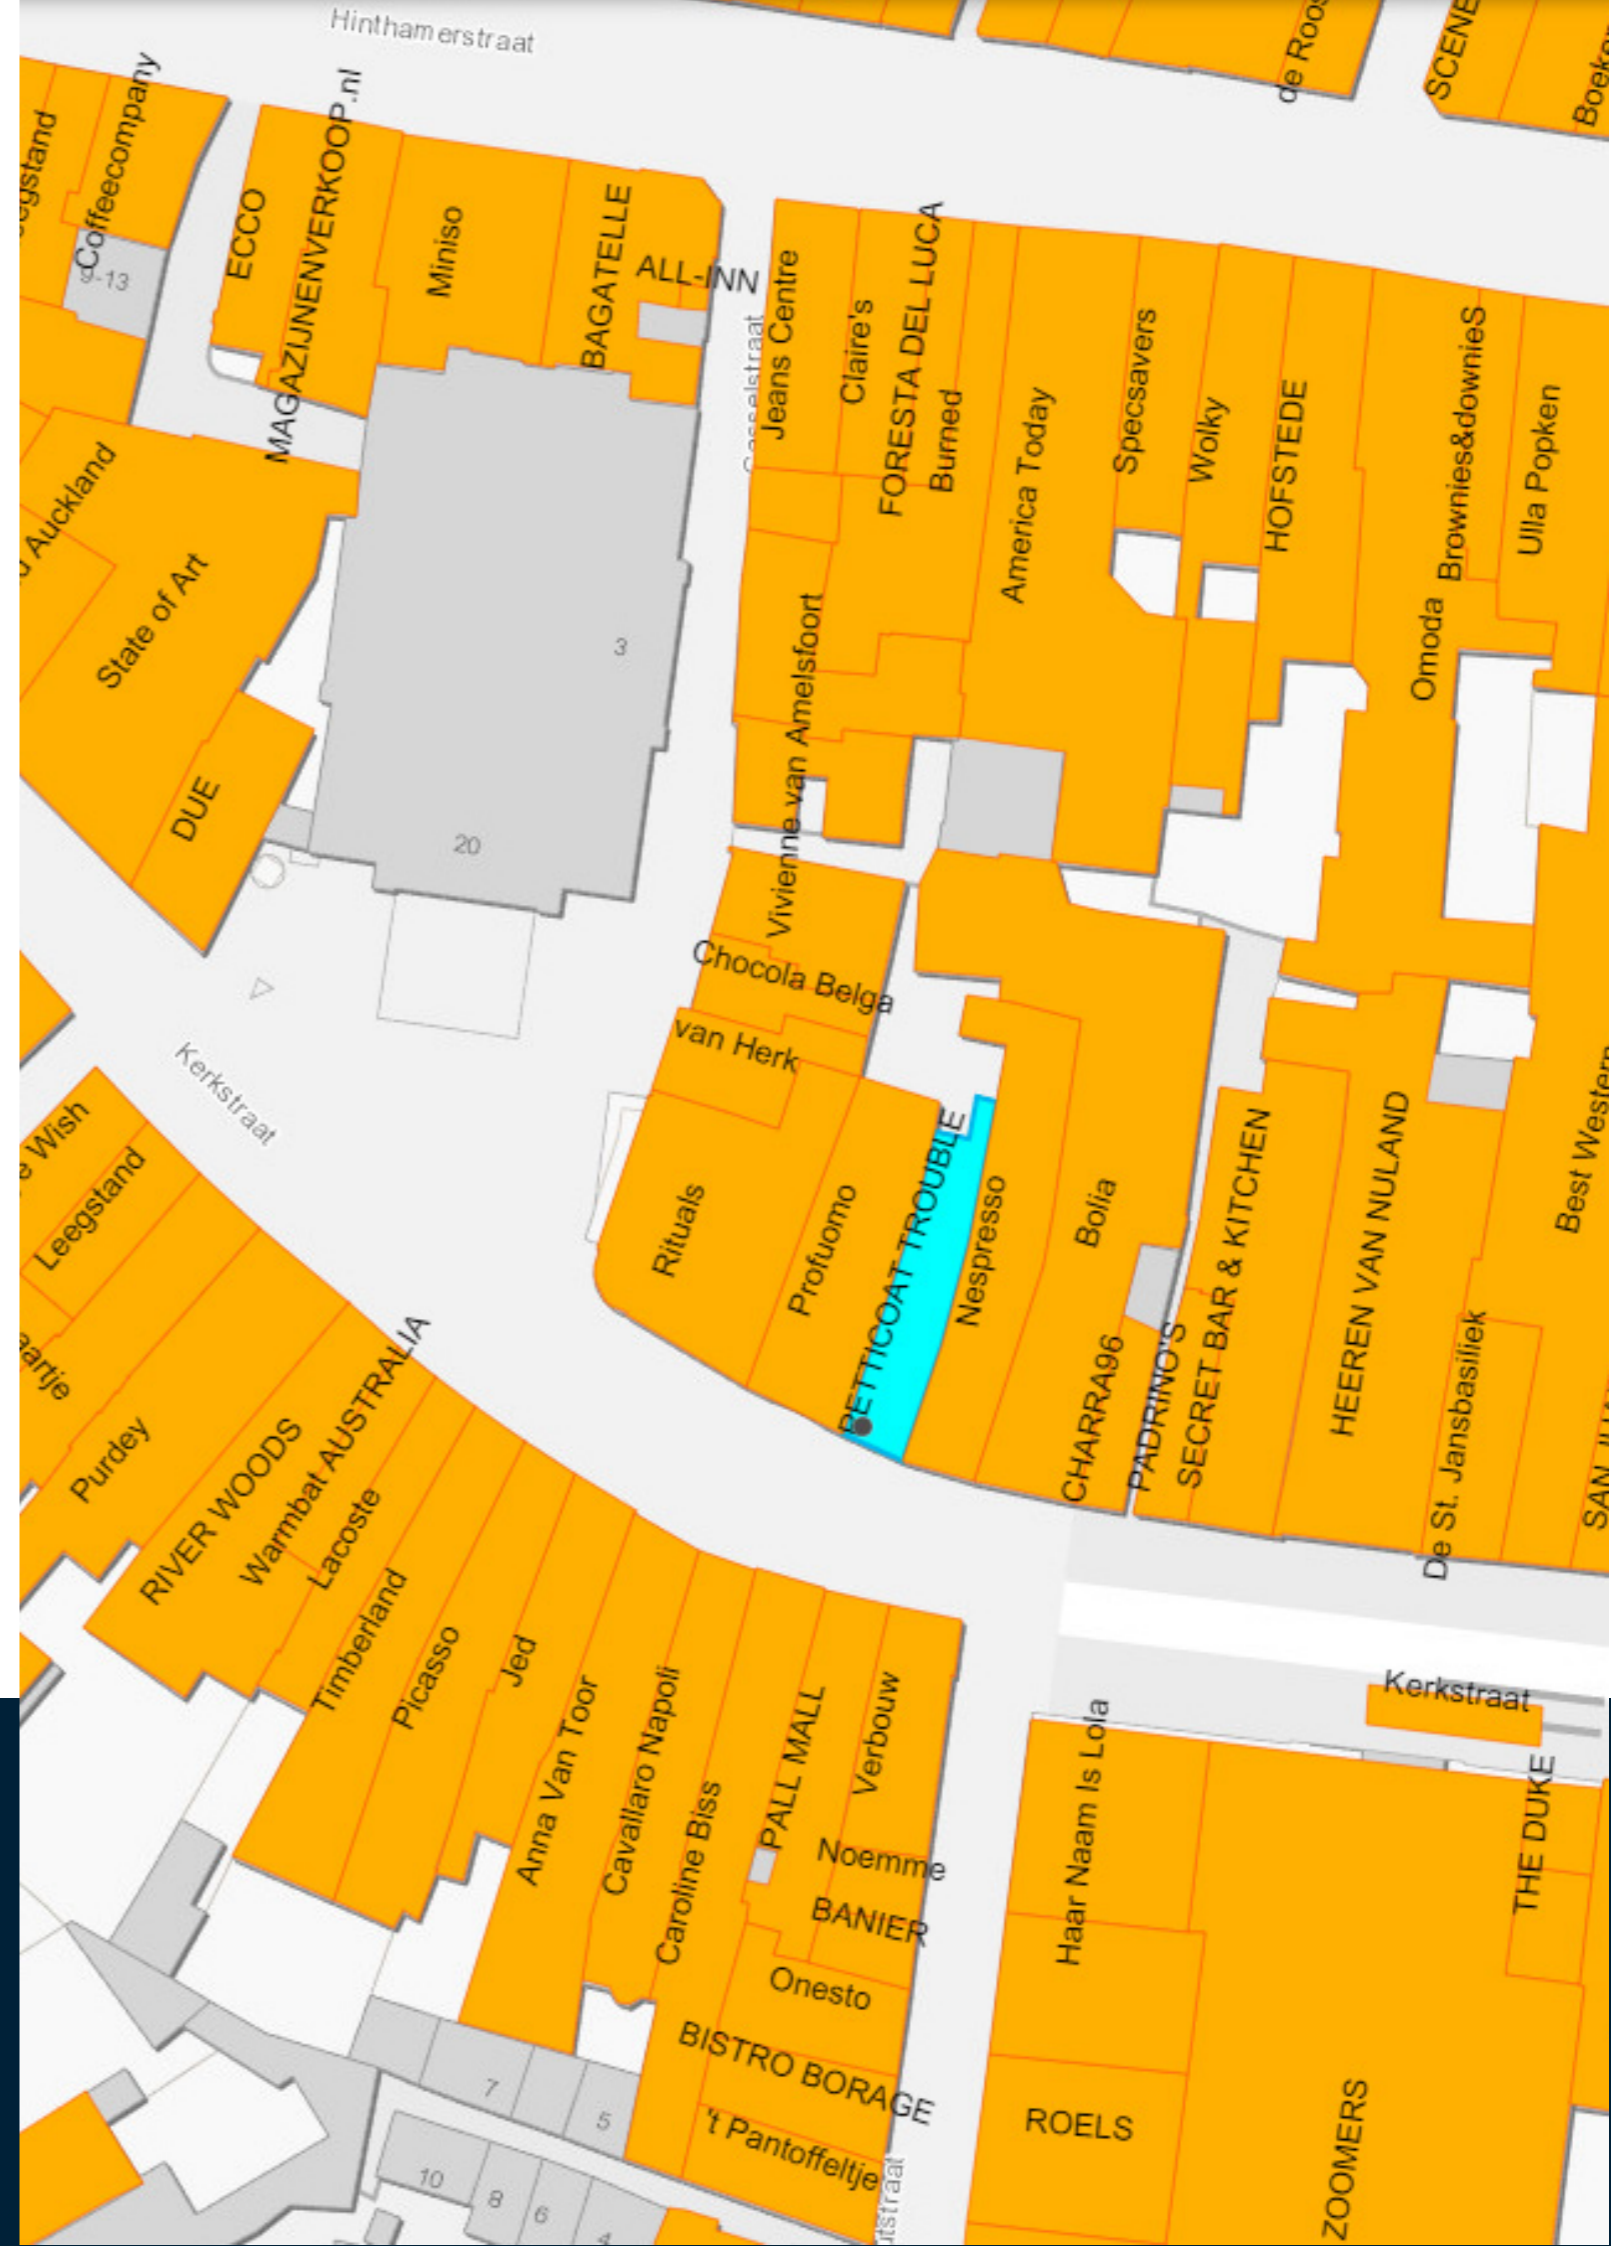 Hinthamerstraat
de Roos
SCENE
Coffeecompany
9-13
ECCO
MAGAZIJNENVERKOOP.nl
Miniso
BAGATELLE
ALL-INN
Jeans Centre
Claire's
FORESTA DEL LUCA
Burned
America Today
Specsavers
Wolky
HOFSTEDE
Omoda
Brownies&downieS
Ulla Popken
Auckland
State of Art
DUE
3
20
Vivienne van Amelsfoort
Chocola Belga
van Herk
Kerkstraat
Wish
Leegstand
Rituals
Profuomo
PETTICOAT TROUBLE
Nespresso
Bolia
CHARRA96
PADRINO'S
SECRET BAR & KITCHEN
HEEREN VAN NULAND
De St. Jansbasiliek
Best Western
Purdey
RIVER WOODS
Warmbat AUSTRALIA
Lacoste
Timberland
Picasso
Jed
Anna Van Toor
Cavallaro Napoli
Caroline Biss
PALL MALL
Verbouw
Noemme
BANIER
Onesto
BISTRO BORAGE
't Pantoffeltje
Kerkstraat
Haar Naam Is Lola
THE DUKE
ROELS
ZOOMERS
7
5
10
8
6
4